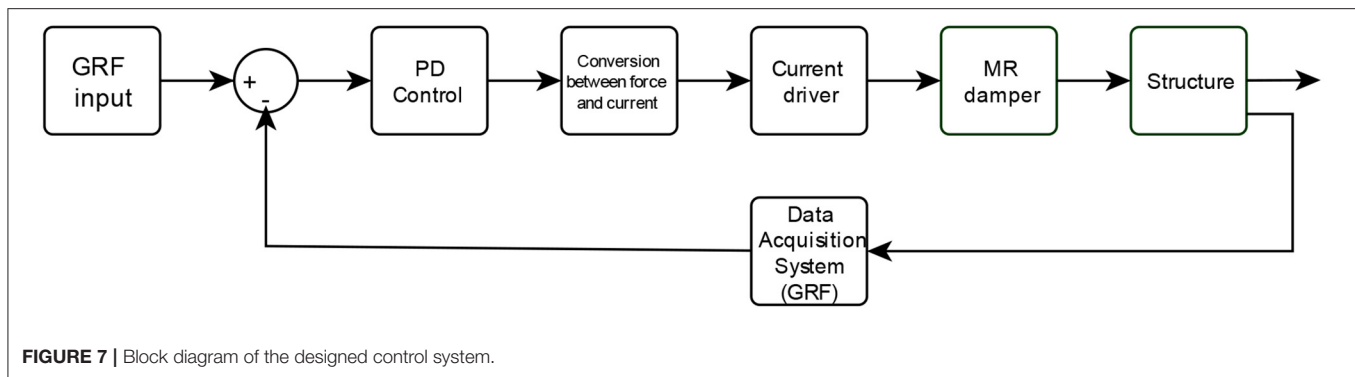 GRF
input
+
-
PD
Control
Conversion
between force
and current
Current
driver
MR
damper
Structure
Data
Acquisition
System
(GRF)
FIGURE 7 | Block diagram of the designed control system.